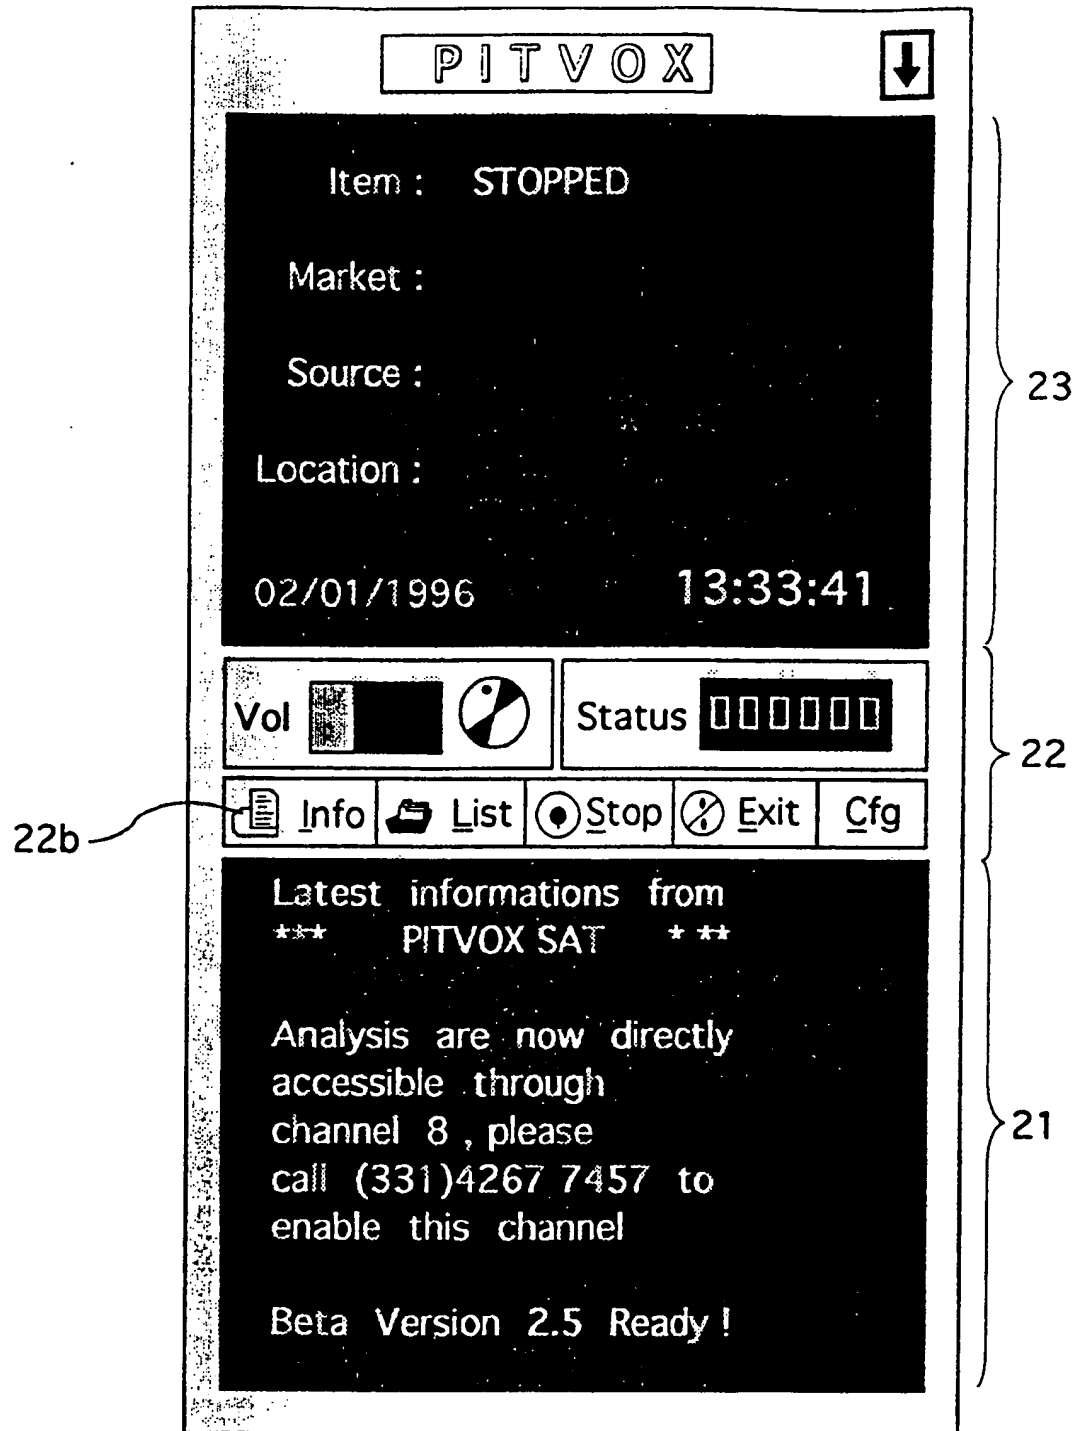 PITVOX
Item : STOPPED
Market :
Source :
Location :
02/01/1996 13:33:41
23
Vol Status 000000
22
Info List Stop Exit Cfg
22b
Latest informations from
*** PITVOX SAT * **
Analysis are now directly
accessible through
channel 8 , please
21
call (331)4267 7457 to
enable this channel
Beta Version 2.5 Ready !